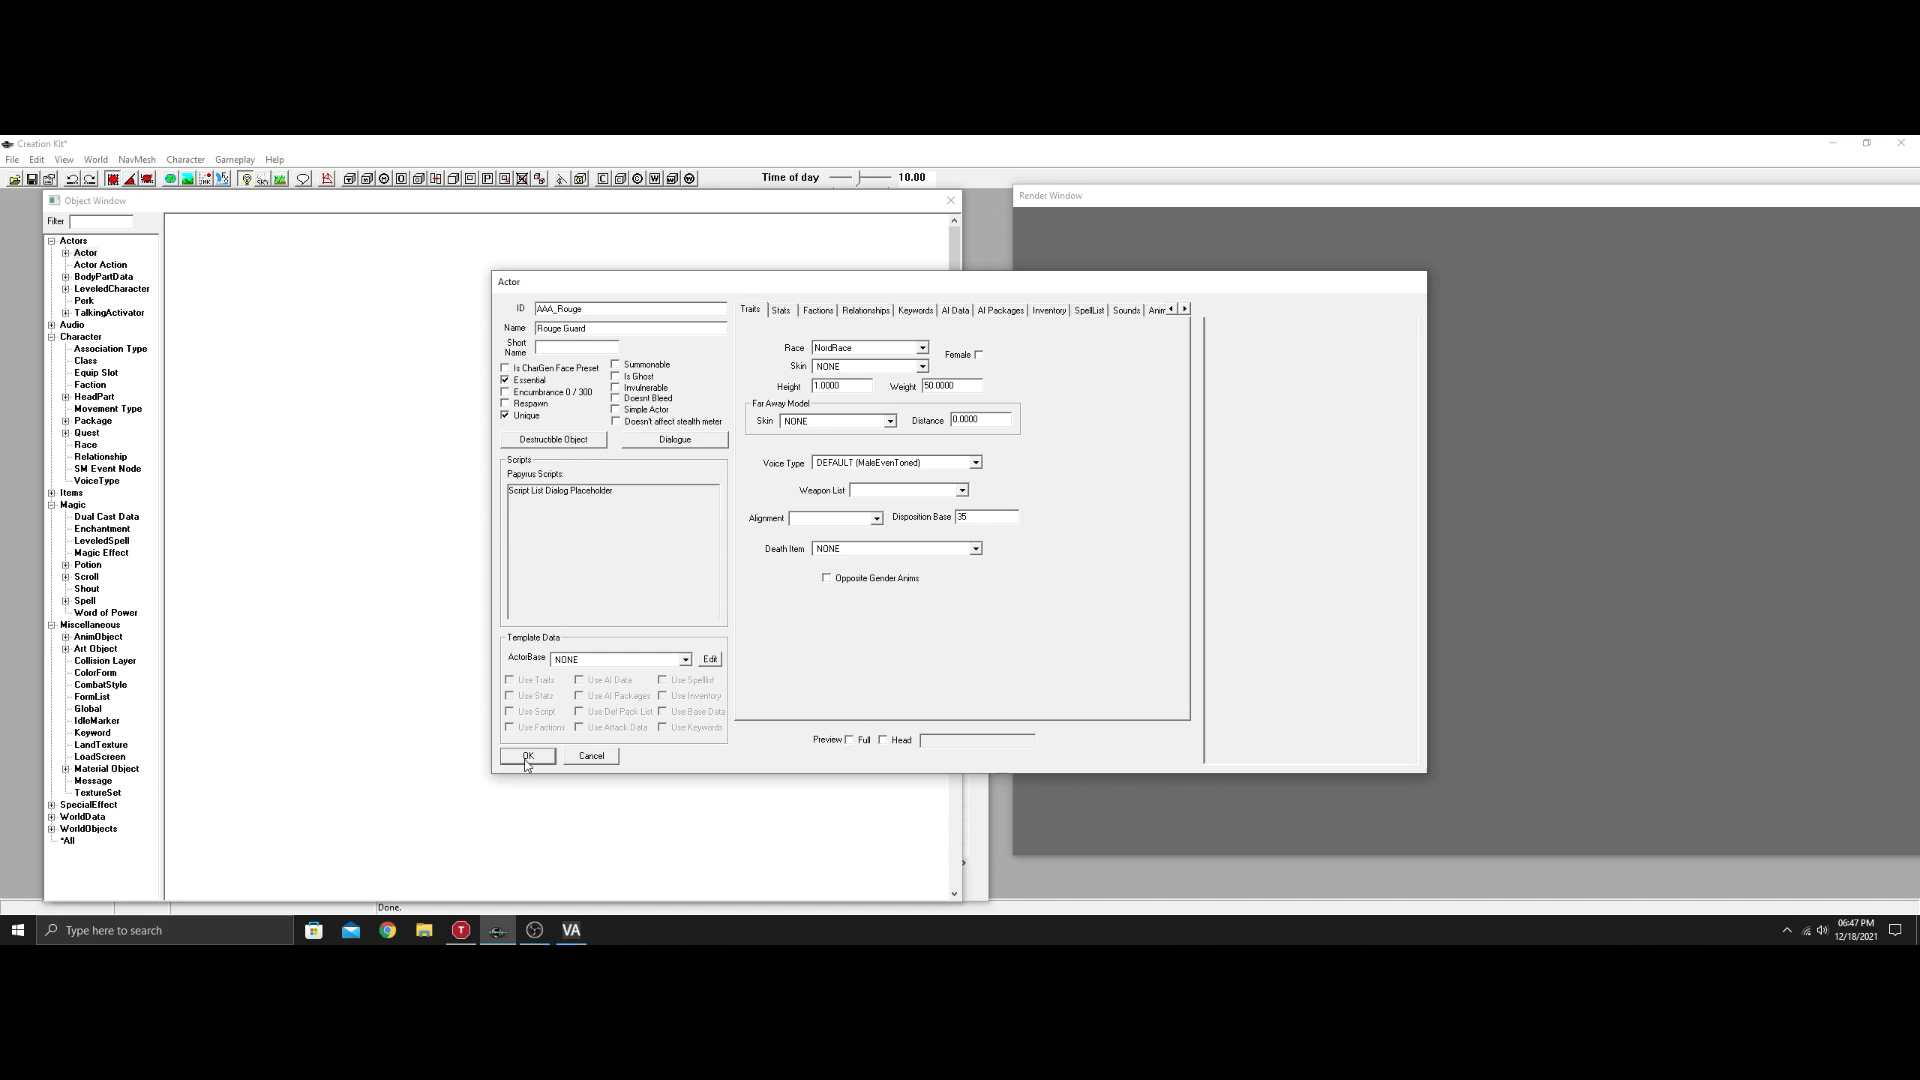 Creation Kit*
File Edit View World NavMesh Character Gameplay Help
Time of day 10.00
Object Window
Render Window
Filter
Actors
Actor
Actor Action
BodyPartData
LeveledCharacter
Perk
TalkingActivator
Audio
Character
Association Type
Class
Equip Slot
Faction
HeadPart
Movement Type
Package
Quest
Race
Relationship
SM Event Node
VoiceType
Items
Magic
Dual Cast Data
Enchantment
LeveledSpell
Magic Effect
Potion
Scroll
Shout
Spell
Word of Power
Miscellaneous
AnimObject
Art Object
Collision Layer
ColorForm
CombatStyle
FormList
Global
IdleMarker
Keyword
LandTexture
LoadScreen
Material Object
Message
TextureSet
SpecialEffect
WorldData
WorldObjects
*All
Actor
ID AAA_Rouge
Name Rouge Guard
Short Name
Is CharGen Face Preset
Essential
Encumbrance 0 / 300
Respawn
Unique
Summonable
Is Ghost
Invulnerable
Doesnt Bleed
Simple Actor
Doesn't affect stealth meter
Destructible Object Dialogue
Scripts
Papyrus Scripts:
Script List Dialog Placeholder
Template Data
ActorBase NONE Edit
Use Traits Use AI Data Use Spellist
Use Stats Use AI Packages Use Inventory
Use Script Use Def Pack List Use Base Data
Use Factions Use Attack Data Use Keywords
OK Cancel
Traits Stats Factions Relationships Keywords AI Data AI Packages Inventory SpellList Sounds Anim
Race NordRace Female
Skin NONE
Height 1.0000 Weight 50.0000
Far Away Model
Skin NONE Distance 0.0000
Voice Type DEFAULT (MaleEvenToned)
Weapon List
Alignment Disposition Base 35
Death Item NONE
Opposite Gender Anims
Preview Full Head
Done.
Type here to search
T
VA
06:47 PM
12/18/2021